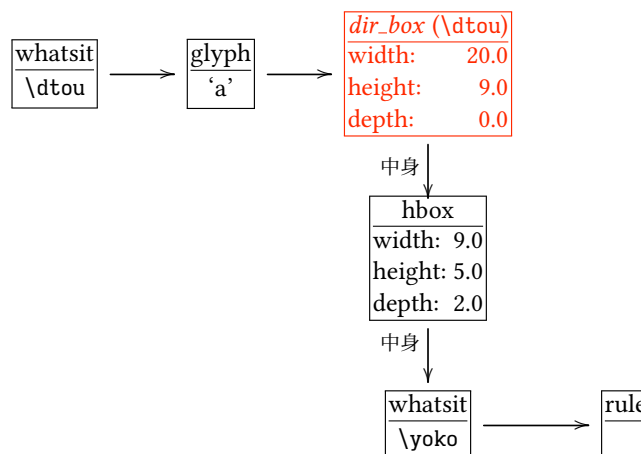 whatsit
\dtou
glyph
‘a’
dir_box (\dtou)
width: 20.0
height: 9.0
depth: 0.0
中身
hbox
width: 9.0
height: 5.0
depth: 2.0
中身
whatsit
\yoko
rule